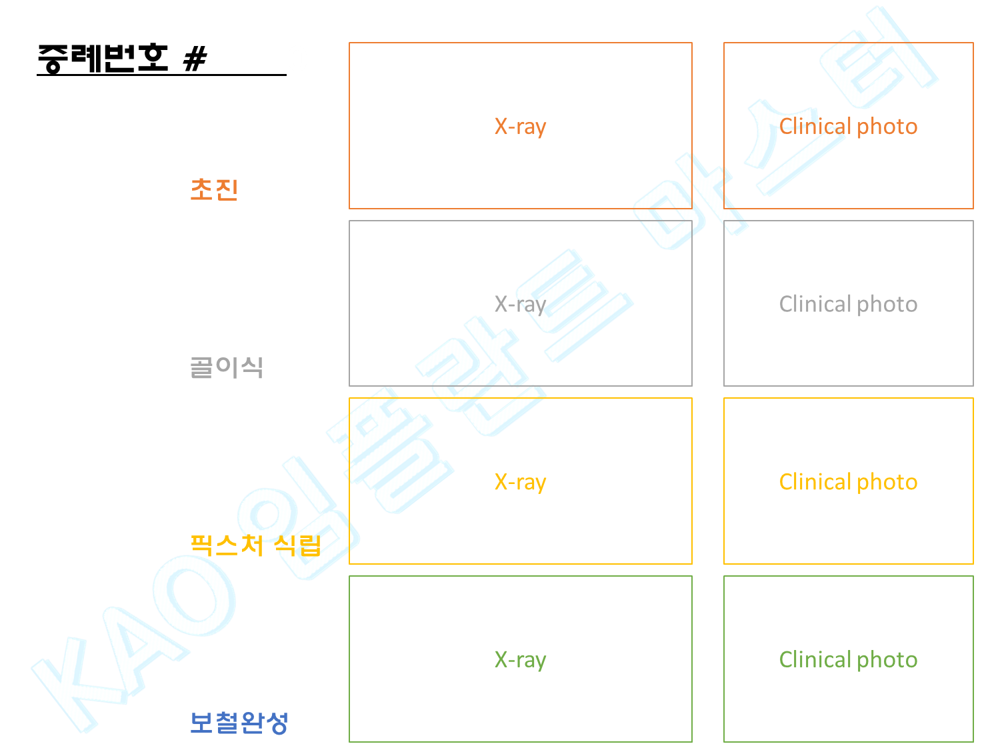 증례번호 #
X-ray
Clinical photo
초진
X-ray
Clinical photo
골이식
X-ray
Clinical photo
픽스처 식립
X-ray
Clinical photo
보철완성
KAO 임플란트 마스터